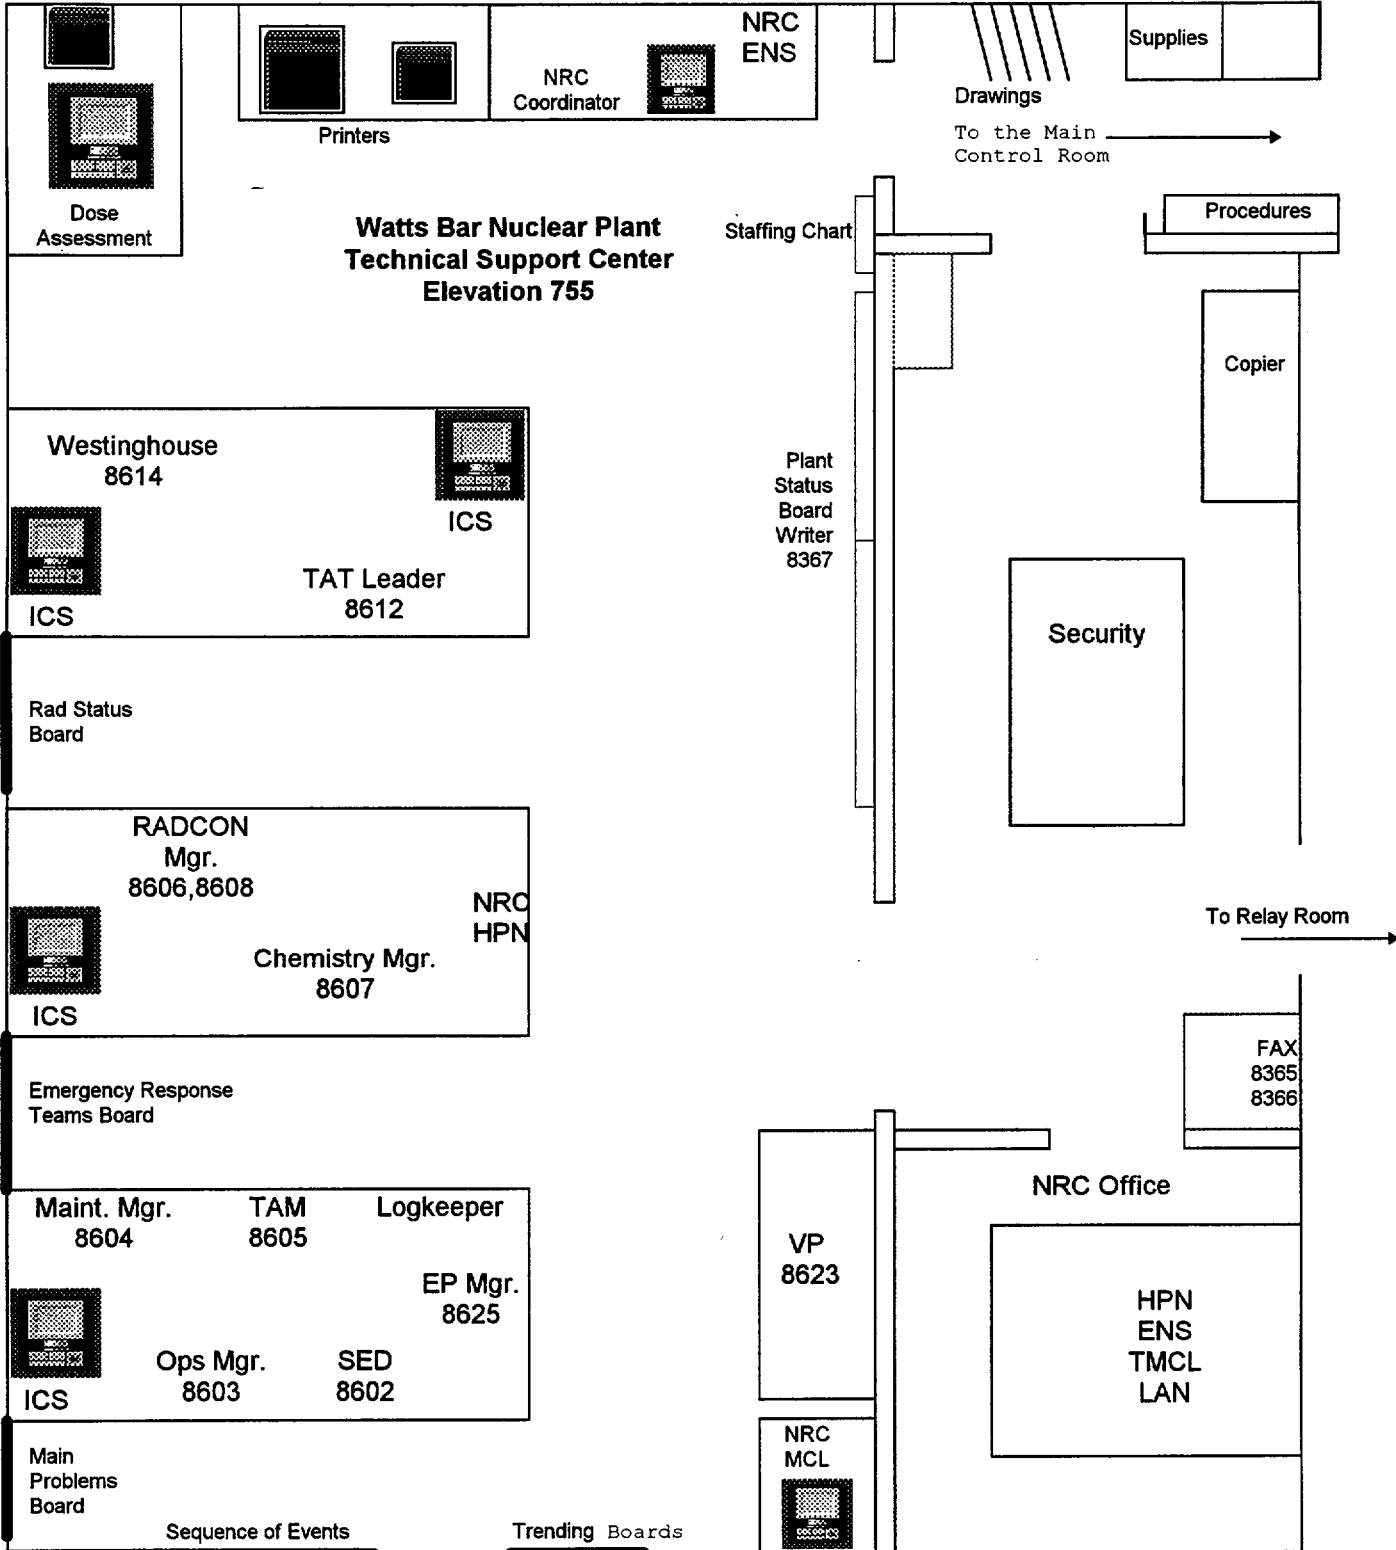 NRC
ENS
NRC
Coordinator
Supplies
Printers
Drawings
To the Main
Control Room
Dose
Assessment
Watts Bar Nuclear Plant
Technical Support Center
Elevation 755
Staffing Chart
Procedures
Copier
Westinghouse
8614
ICS
ICS
TAT Leader
8612
Plant
Status
Board
Writer
8367
Security
Rad Status
Board
RADCON
Mgr.
8606,8608
NRC
HPN
Chemistry Mgr.
8607
ICS
To Relay Room
Emergency Response
Teams Board
FAX
8365
8366
NRC Office
Maint. Mgr.
8604
TAM
8605
Logkeeper
EP Mgr.
8625
Ops Mgr.
8603
SED
8602
ICS
VP
8623
HPN
ENS
TMCL
LAN
NRC
MCL
Main
Problems
Board
Sequence of Events
Trending Boards